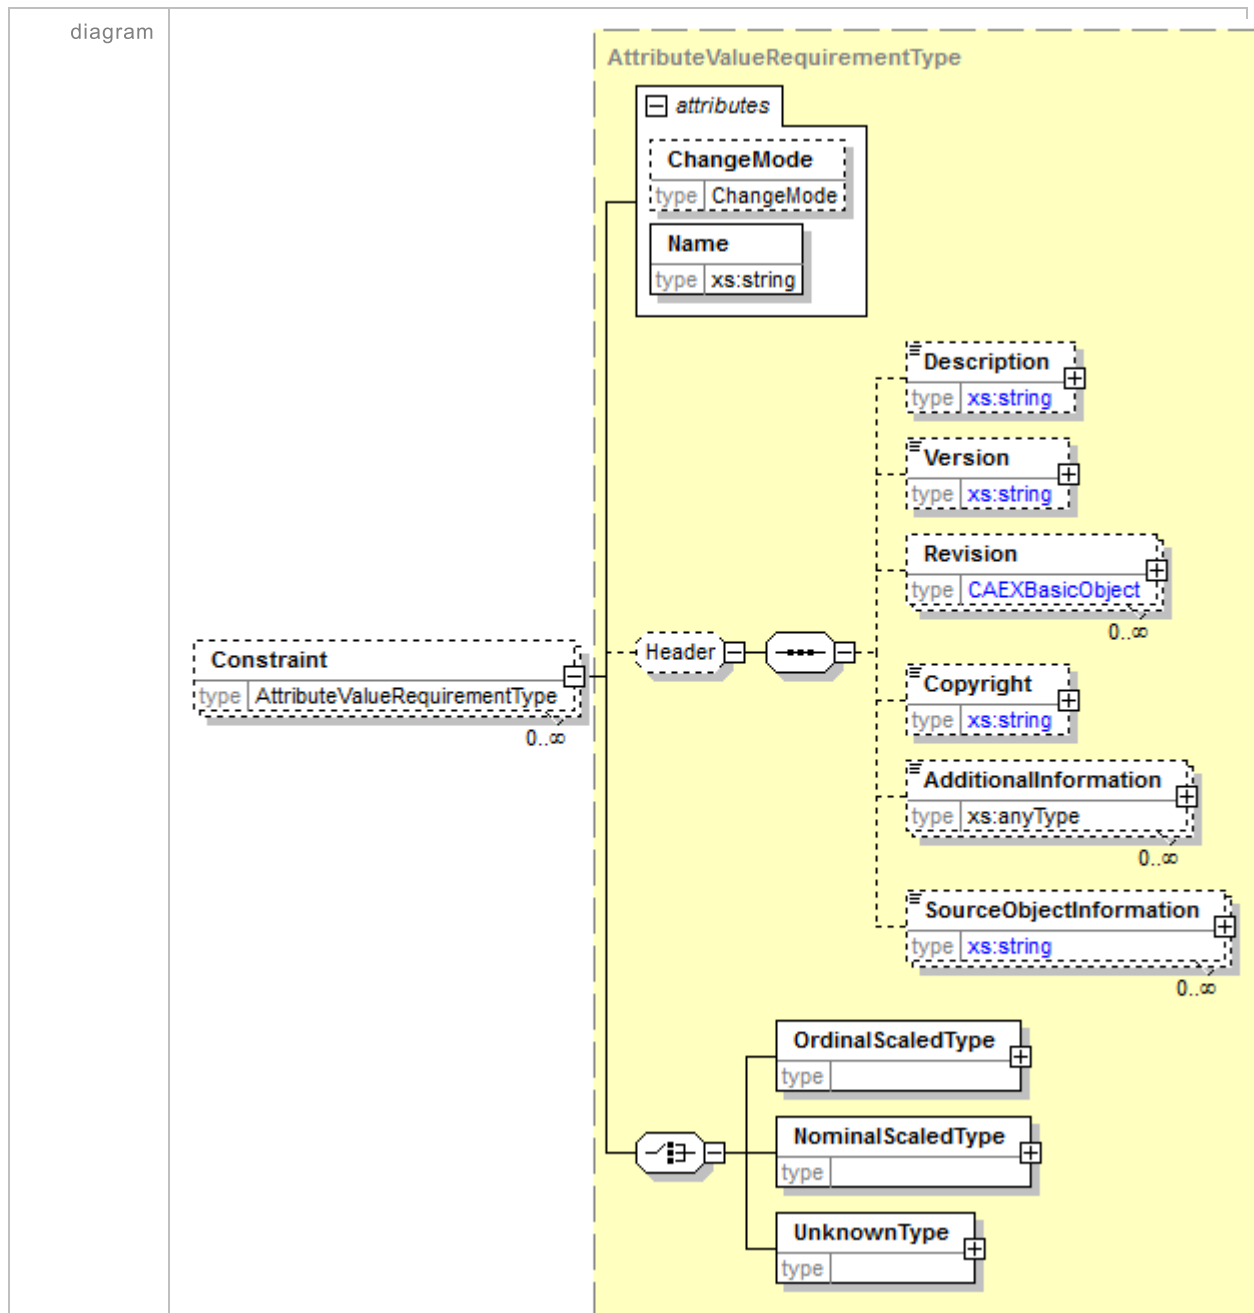 diagram
AttributeValueRequirementType
attributes
ChangeMode
type ChangeMode
Name
type xs:string
Description
type xs:string
Version
type xs:string
Revision
type CAEXBasicObject
0..∞
Header
Constraint
type AttributeValueRequirementType
0..∞
Copyright
type xs:string
AdditionalInformation
type xs:anyType
0..∞
SourceObjectInformation
type xs:string
0..∞
OrdinalScaledType
type
NominalScaledType
type
UnknownType
type